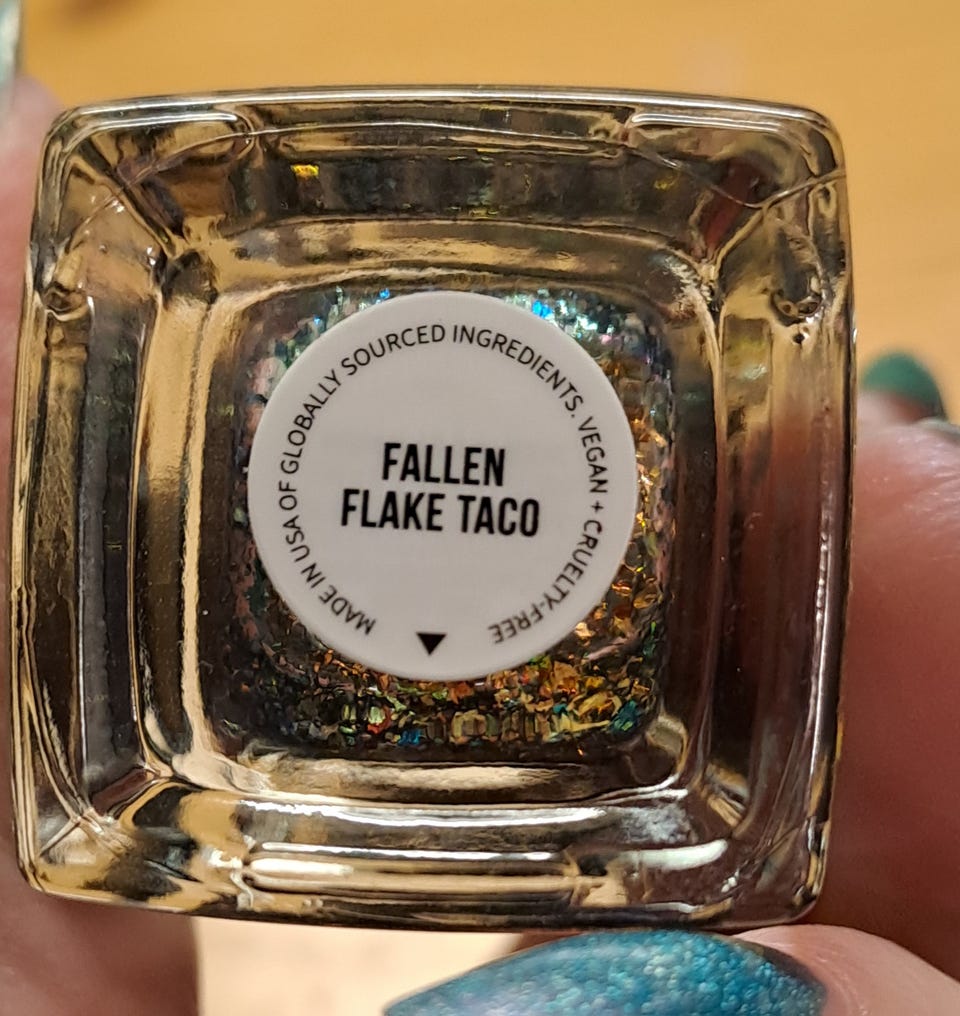 MADE IN USA OF GLOBALLY SOURCED INGREDIENTS. VEGAN + CRUELTY-FREE
FALLEN
FLAKE TACO